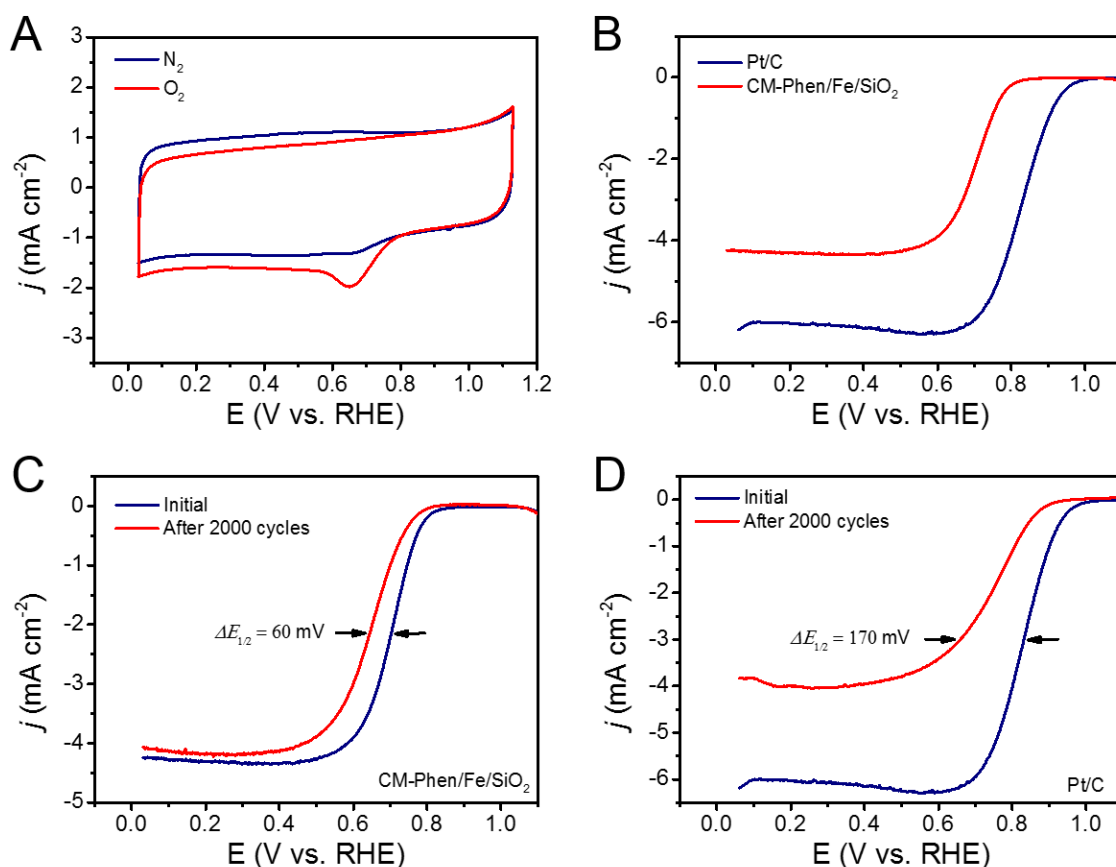 A
N₂
O₂
3
2
1
0
-1
-2
-3
j (mA cm⁻²)
0.0 0.2 0.4 0.6 0.8 1.0 1.2
E (V vs. RHE)
B
Pt/C
CM-Phen/Fe/SiO₂
0
-2
-4
-6
j (mA cm⁻²)
0.0 0.2 0.4 0.6 0.8 1.0
E (V vs. RHE)
C
Initial
After 2000 cycles
0
-1
-2
-3
-4
-5
j (mA cm⁻²)
ΔE₁/₂ = 60 mV
CM-Phen/Fe/SiO₂
0.0 0.2 0.4 0.6 0.8 1.0
E (V vs. RHE)
D
Initial
After 2000 cycles
0
-1
-2
-3
-4
-5
-6
j (mA cm⁻²)
ΔE₁/₂ = 170 mV
Pt/C
0.0 0.2 0.4 0.6 0.8 1.0
E (V vs. RHE)